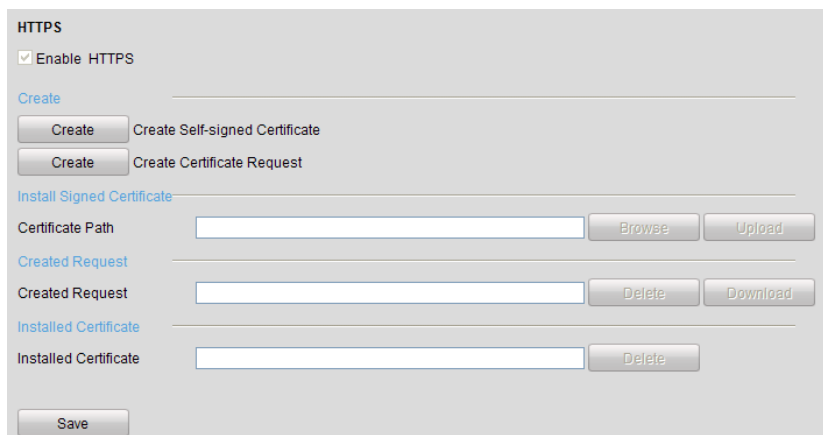 HTTPS
Enable HTTPS
Create
Create Create Self-signed Certificate
Create Create Certificate Request
Install Signed Certificate
Certificate Path Browse Upload
Created Request
Created Request Delete Download
Installed Certificate
Installed Certificate Delete
Save